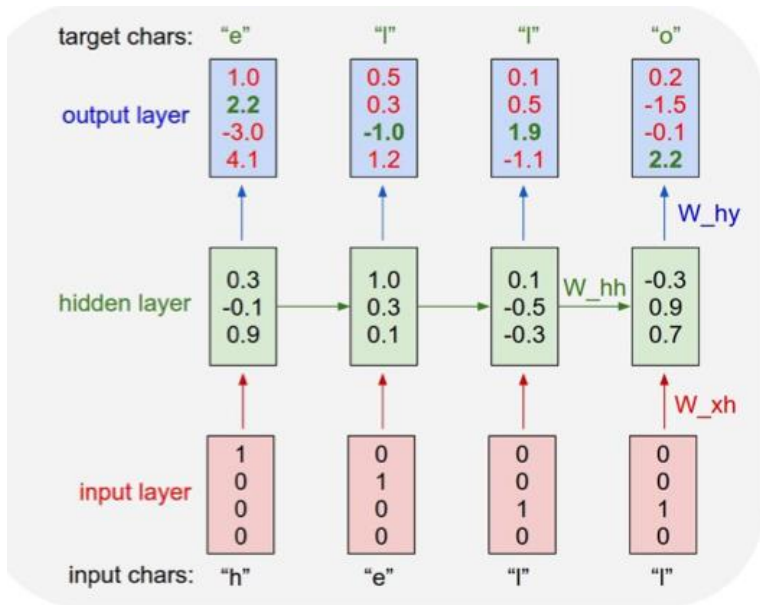 target chars: “e” “l” “l” “o”
1.0 0.5 0.1 0.2
2.2 0.3 0.5 -1.5
output layer
-3.0 -1.0 1.9 -0.1
4.1 1.2 -1.1 2.2
W_hy
0.3 1.0 0.1 W_hh -0.3
hidden layer -0.1 0.3 -0.5 0.9
0.9 0.1 -0.3 0.7
W_xh
1 0 0 0
0 1 0 0
input layer
0 0 1 1
0 0 0 0
input chars: “h” “e” “l” “l”